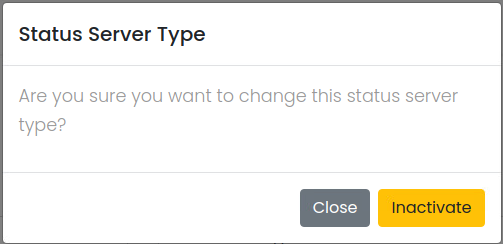 Status Server Type
Are you sure you want to change this status server
type?
Close
Inactivate